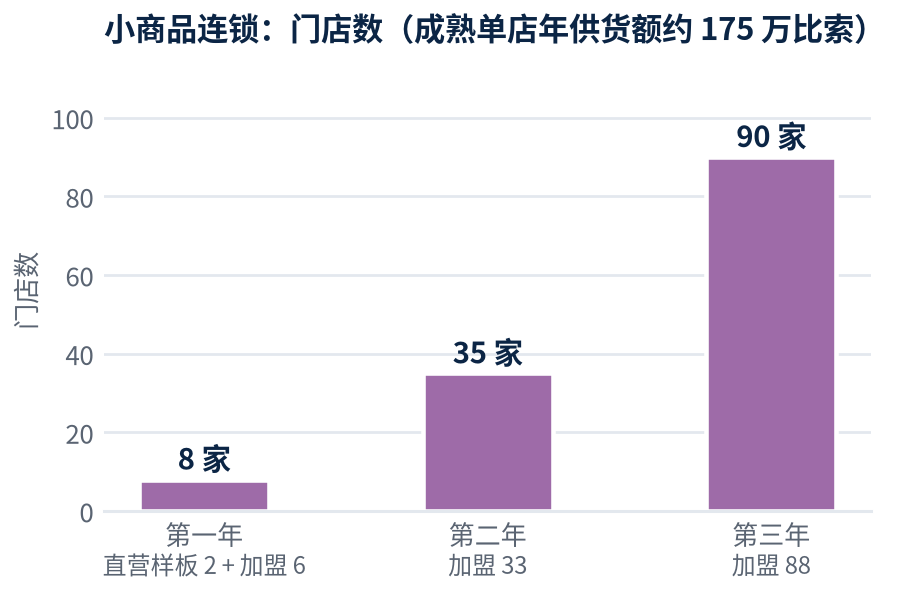 小商品连锁：门店数（成熟单店年供货额约 175 万比索）
门店数
100
80
60
40
20
0
90 家
35 家
8 家
第一年
直营样板 2 + 加盟 6
第二年
加盟 33
第三年
加盟 88